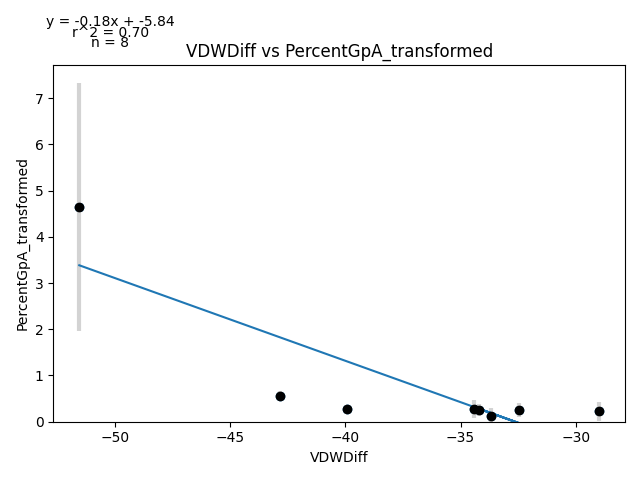 y = -0.18x + -5.84
r^2 = 0.70
n = 8
VDWDiff vs PercentGpA_transformed
PercentGpA_transformed
7
6
5
4
3
2
1
0
−50
−45
−40
−35
−30
VDWDiff